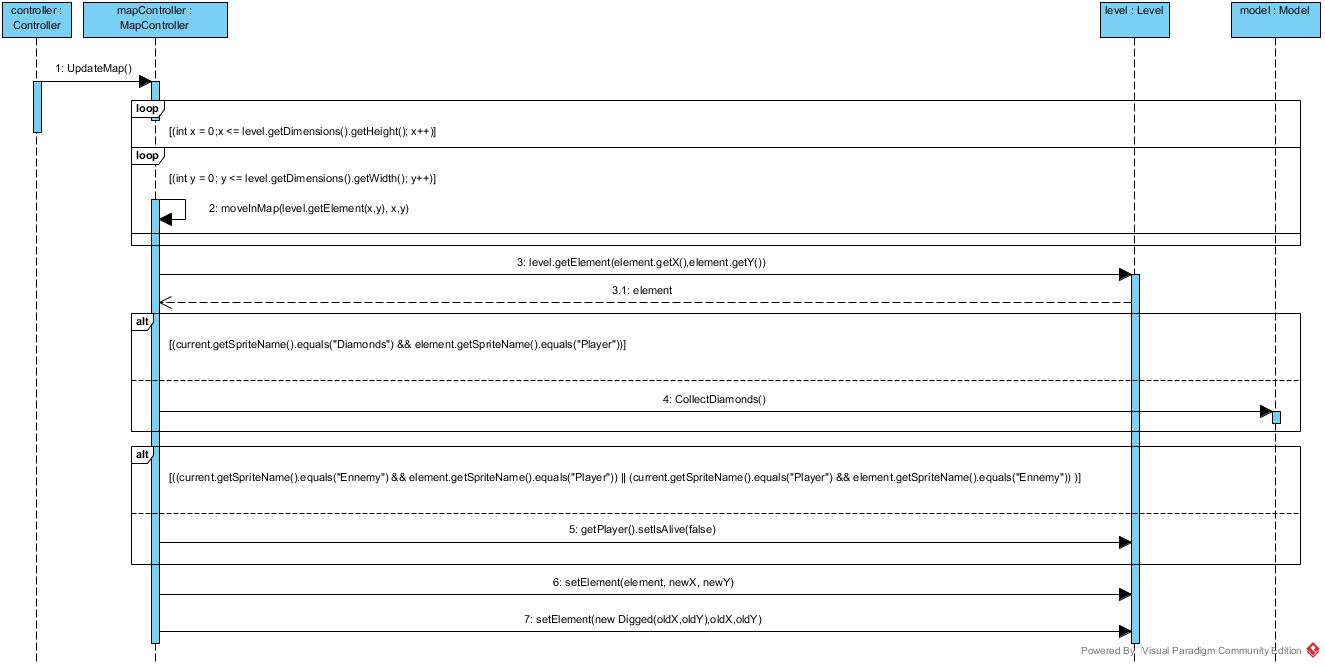 controller :
Controller
mapController :
MapController
level : Level
model : Model
1: UpdateMap()
loop
[(int x = 0;x <= level.getDimensions().getHeight(); x++)]
loop
[(int y = 0; y <= level.getDimensions().getWidth(); y++)]
2: moveInMap(level.getElement(x,y), x,y)
3: level.getElement(element.getX(),element.getY())
3.1: element
alt
[(current.getSpriteName().equals("Diamonds") && element.getSpriteName().equals("Player"))]
4: CollectDiamonds()
alt
[((current.getSpriteName().equals("Ennemy") && element.getSpriteName().equals("Player")) || (current.getSpriteName().equals("Player") && element.getSpriteName().equals("Ennemy")) )]
5: getPlayer().setIsAlive(false)
6: setElement(element, newX, newY)
7: setElement(new Digged(oldX,oldY),oldX,oldY)
Powered By Visual Paradigm Community Edition